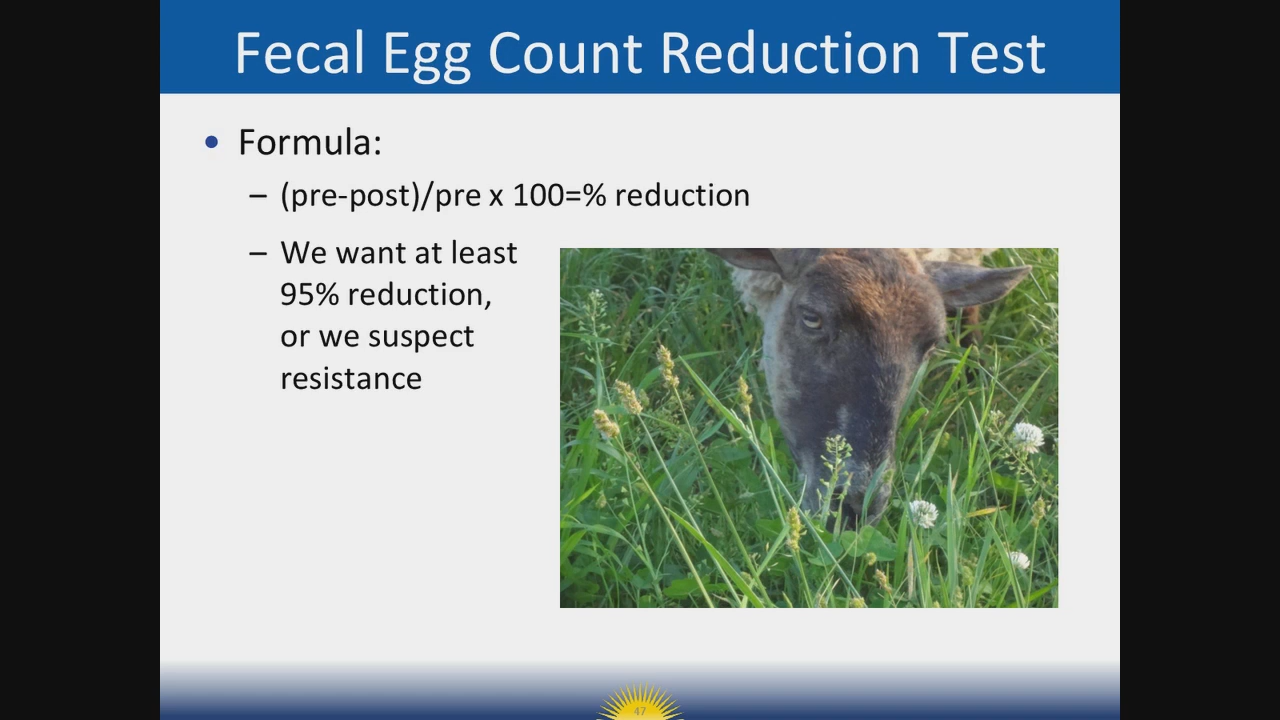 Fecal Egg Count Reduction Test
• Formula:
– (pre-post)/pre x 100=% reduction
– We want at least
95% reduction,
or we suspect
resistance
47